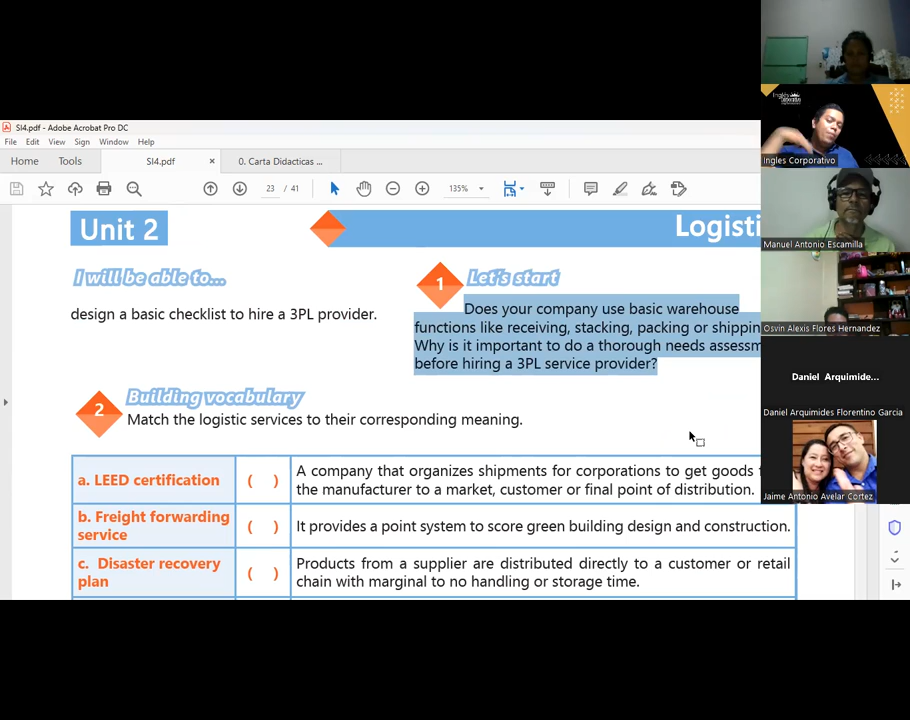 SI4.pdf - Adobe Acrobat Pro DC
File Edit View Sign Window Help
Home Tools SI4.pdf × 0. Carta Didacticas ...
23 / 41 135%
Unit 2
Logisti
I will be able to...
design a basic checklist to hire a 3PL provider.
1 Let's start
Does your company use basic warehouse
functions like receiving, stacking, packing or shippin
Why is it important to do a thorough needs assessm
before hiring a 3PL service provider?
2 Building vocabulary
Match the logistic services to their corresponding meaning.
a. LEED certification ( ) A company that organizes shipments for corporations to get goods
the manufacturer to a market, customer or final point of distribution.
b. Freight forwarding
service ( ) It provides a point system to score green building design and construction.
c. Disaster recovery
plan ( ) Products from a supplier are distributed directly to a customer or retail
chain with marginal to no handling or storage time.
Inglés
Ingles Corporativo
Manuel Antonio Escamilla
Osvin Alexis Flores Hernandez
Daniel Arquimide...
Daniel Arquimides Florentino Garcia
Jaime Antonio Avelar Cortez